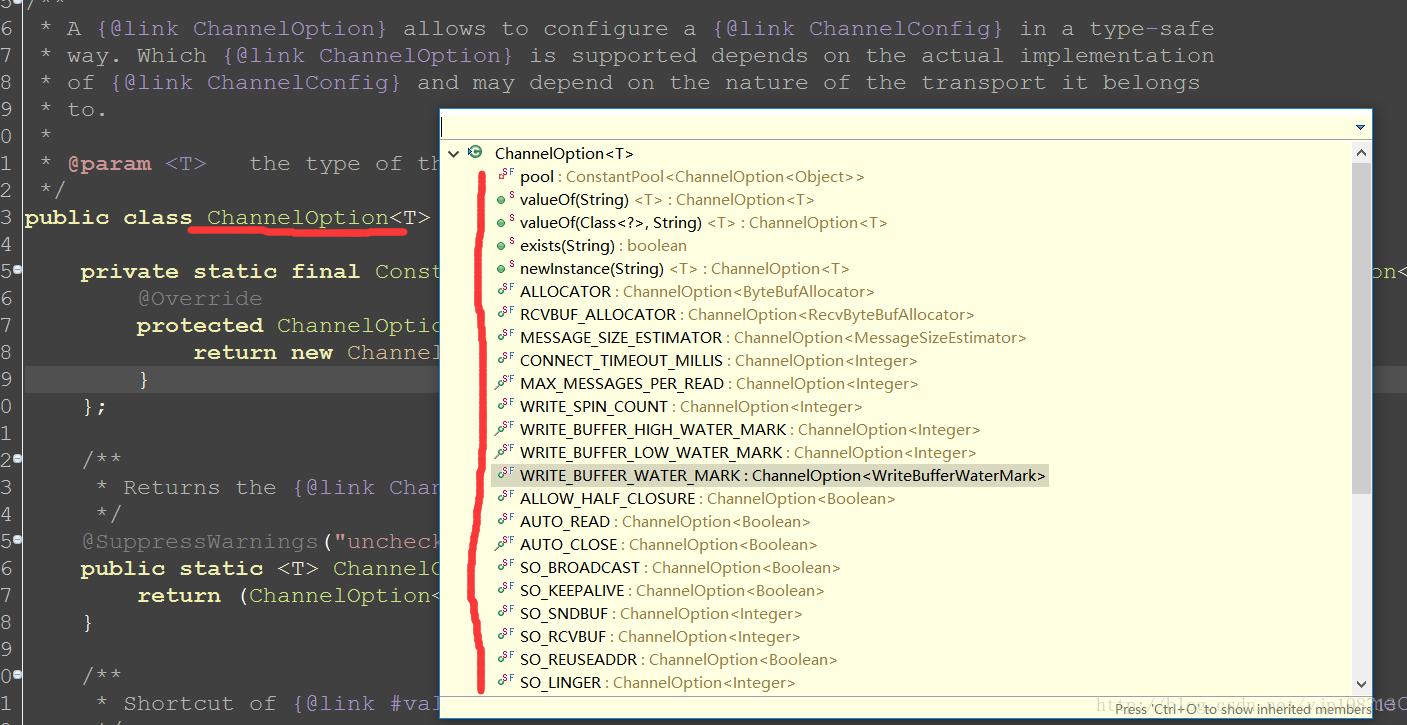 5 /**
6 * A {@link ChannelOption} allows to configure a {@link ChannelConfig} in a type-safe
7 * way. Which {@link ChannelOption} is supported depends on the actual implementation
8 * of {@link ChannelConfig} and may depend on the nature of the transport it belongs
9 * to.
0 *
1 * @param <T>   the type of th
2 */
3 public class ChannelOption<T>
4
5 private static final Const
on<
6 @Override
7 protected ChannelOptio
8 return new Channel
9 }
0 };
1
2 /**
3 * Returns the {@link Chan
4 */
5 @SuppressWarnings("uncheck
6 public static <T> ChannelO
7 return (ChannelOption<
8 }
9
0 /**
1 * Shortcut of {@link #val
ChannelOption<T>
pool : ConstantPool<ChannelOption<Object>>
valueOf(String) <T> : ChannelOption<T>
valueOf(Class<?>, String) <T> : ChannelOption<T>
exists(String) : boolean
newInstance(String) <T> : ChannelOption<T>
ALLOCATOR : ChannelOption<ByteBufAllocator>
RCVBUF_ALLOCATOR : ChannelOption<RecvByteBufAllocator>
MESSAGE_SIZE_ESTIMATOR : ChannelOption<MessageSizeEstimator>
CONNECT_TIMEOUT_MILLIS : ChannelOption<Integer>
MAX_MESSAGES_PER_READ : ChannelOption<Integer>
WRITE_SPIN_COUNT : ChannelOption<Integer>
WRITE_BUFFER_HIGH_WATER_MARK : ChannelOption<Integer>
WRITE_BUFFER_LOW_WATER_MARK : ChannelOption<Integer>
WRITE_BUFFER_WATER_MARK : ChannelOption<WriteBufferWaterMark>
ALLOW_HALF_CLOSURE : ChannelOption<Boolean>
AUTO_READ : ChannelOption<Boolean>
AUTO_CLOSE : ChannelOption<Boolean>
SO_BROADCAST : ChannelOption<Boolean>
SO_KEEPALIVE : ChannelOption<Boolean>
SO_SNDBUF : ChannelOption<Integer>
SO_RCVBUF : ChannelOption<Integer>
SO_REUSEADDR : ChannelOption<Boolean>
SO_LINGER : ChannelOption<Integer>
Press 'Ctrl+O' to show inherited members